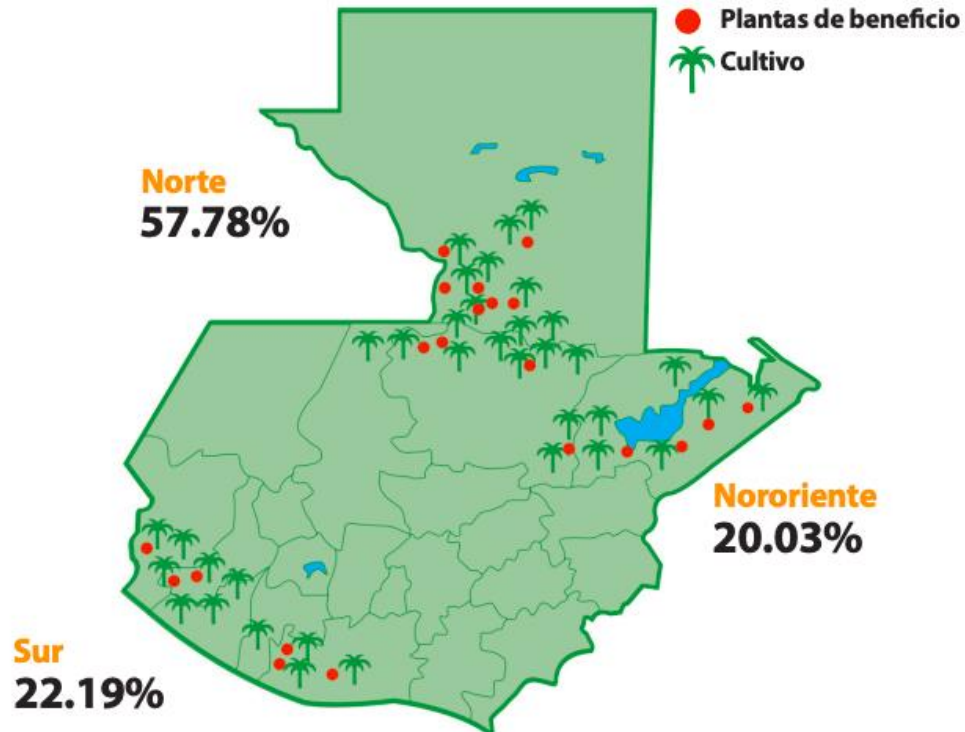 Plantas de beneficio
Cultivo
Norte
57.78%
Nororiente
20.03%
Sur
22.19%